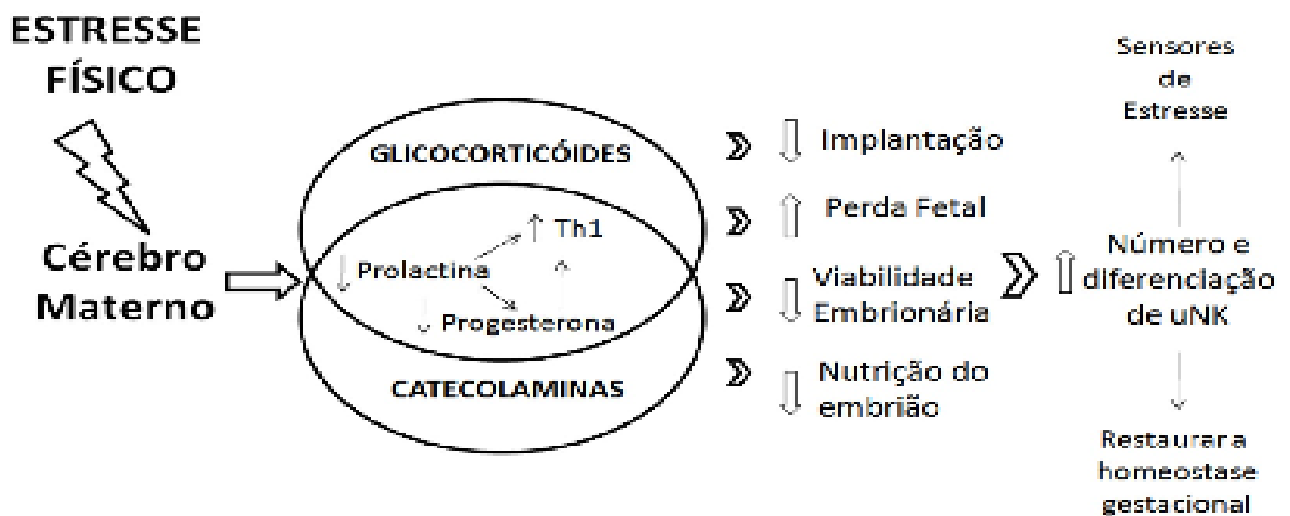 ESTRESSE
FÍSICO
Cérebro
Materno
GLICOCORTICÓIDES
Th1
Prolactina
Progesterona
CATECOLAMINAS
Implantação
Perda Fetal
Viabilidade
Embrionária
Nutrição do
embrião
Sensores
de
Estresse
Número e
diferenciação
de uNK
Restaurar a
homeostase
gestacional